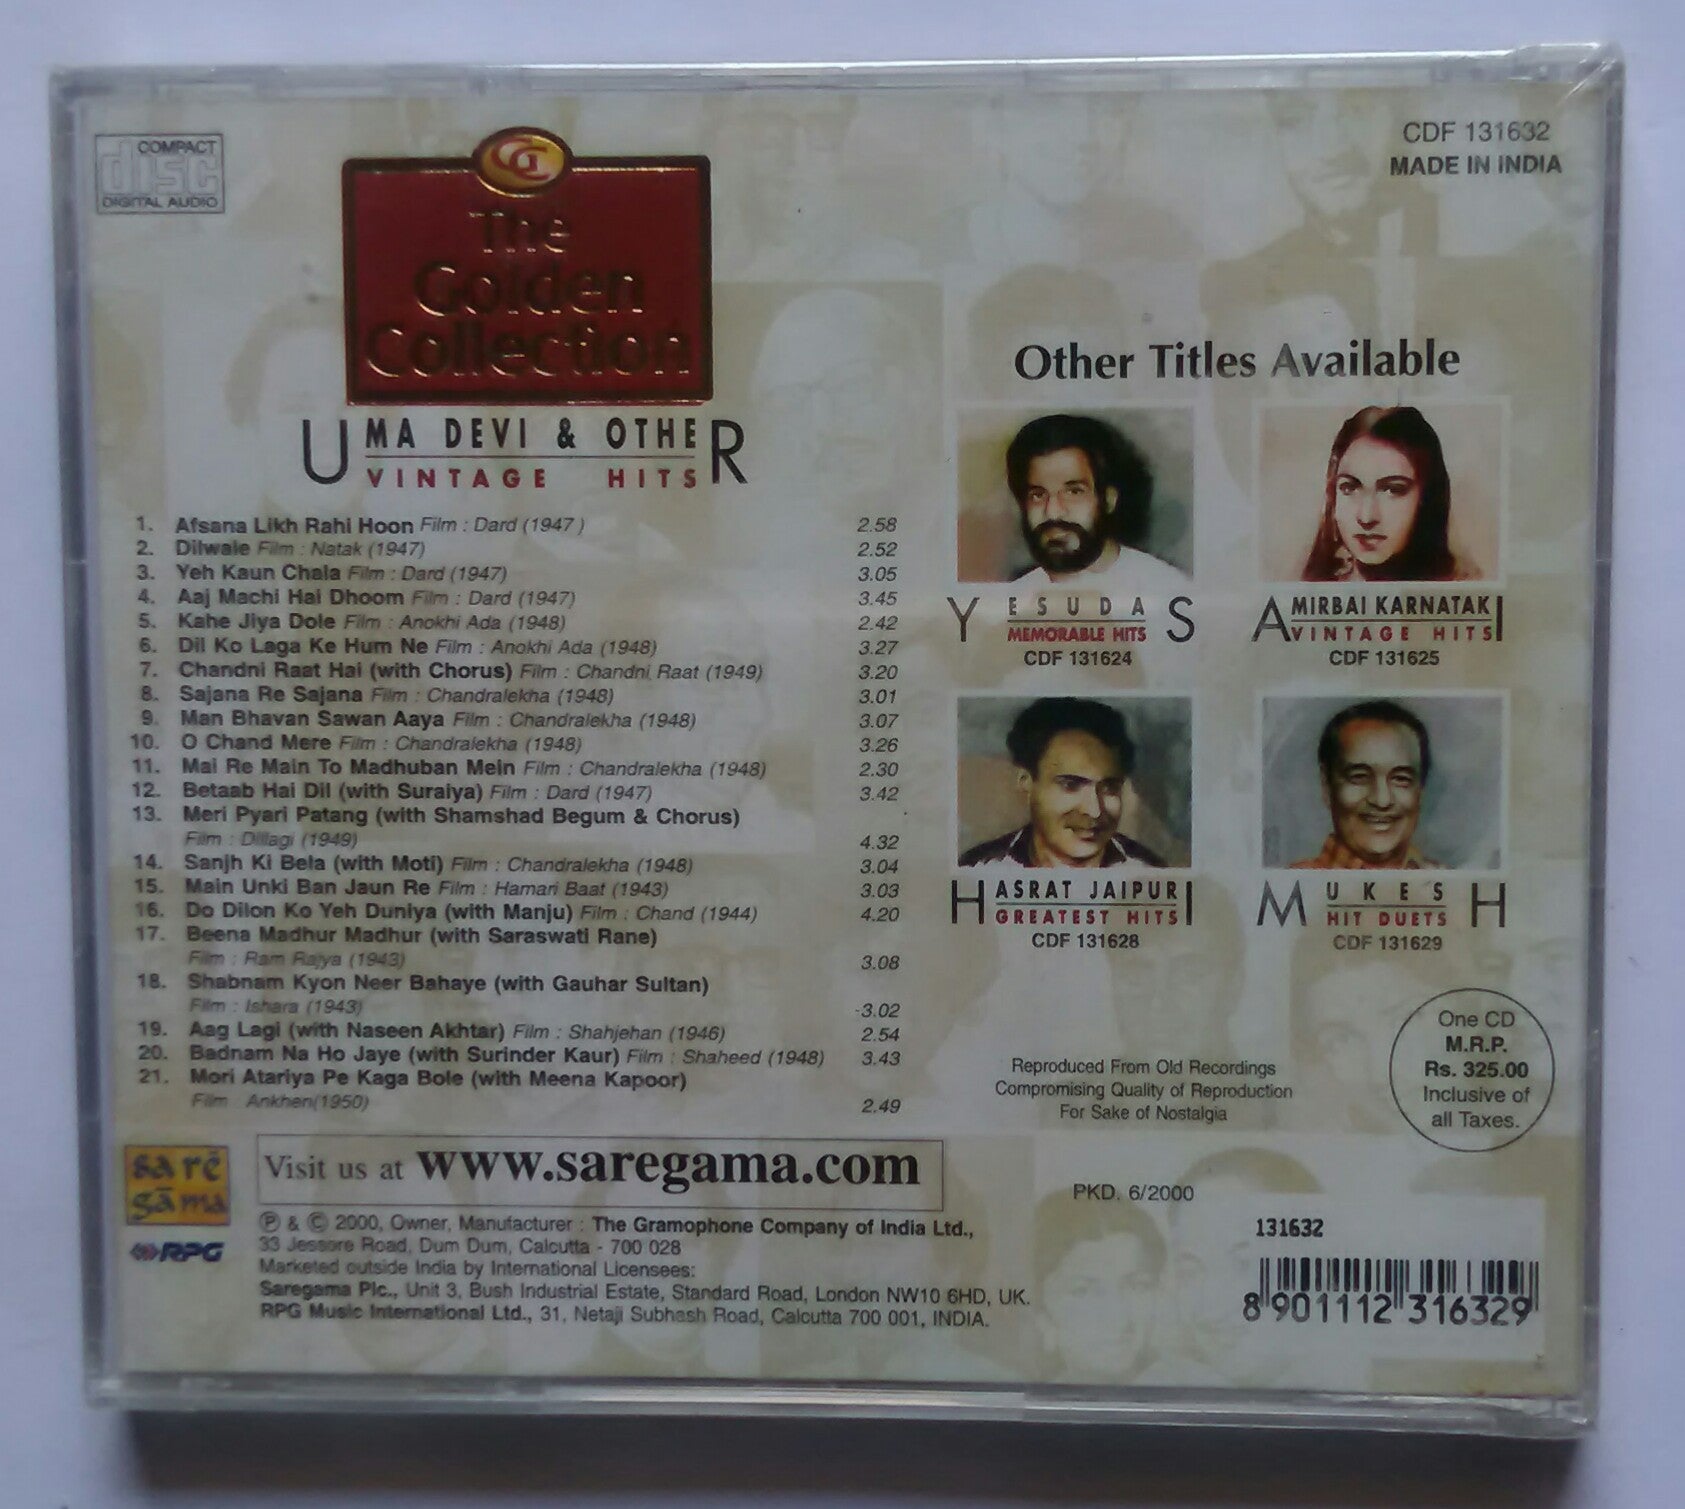 COMPACT
disc
DIGITAL AUDIO
GC
The
Golden
Collection
UMA DEVI & OTHER
VINTAGE HITS
1. Afsana Likh Rahi Hoon Film : Dard (1947 ) 2.58
2. Dilwale Film : Natak (1947) 2.52
3. Yeh Kaun Chala Film : Dard (1947) 3.05
4. Aaj Machi Hai Dhoom Film : Dard (1947) 3.45
5. Kahe Jiya Dole Film : Anokhi Ada (1948) 2.42
6. Dil Ko Laga Ke Hum Ne Film : Anokhi Ada (1948) 3.27
7. Chandni Raat Hai (with Chorus) Film : Chandni Raat (1949) 3.20
8. Sajana Re Sajana Film : Chandralekha (1948) 3.01
9. Man Bhavan Sawan Aaya Film : Chandralekha (1948) 3.07
10. O Chand Mere Film : Chandralekha (1948) 3.26
11. Mai Re Main To Madhuban Mein Film : Chandralekha (1948) 2.30
12. Betaab Hai Dil (with Suraiya) Film : Dard (1947) 3.42
13. Meri Pyari Patang (with Shamshad Begum & Chorus)
Film : Dillagi (1949) 4.32
14. Sanjh Ki Bela (with Moti) Film : Chandralekha (1948) 3.04
15. Main Unki Ban Jaun Re Film : Hamari Baat (1943) 3.03
16. Do Dilon Ko Yeh Duniya (with Manju) Film : Chand (1944) 4.20
17. Beena Madhur Madhur (with Saraswati Rane)
Film : Ram Rajya (1943) 3.08
18. Shabnam Kyon Neer Bahaye (with Gauhar Sultan)
Film : Ishara (1943) 3.02
19. Aag Lagi (with Naseen Akhtar) Film : Shahjehan (1946) 2.54
20. Badnam Na Ho Jaye (with Surinder Kaur) Film : Shaheed (1948) 3.43
21. Mori Atariya Pe Kaga Bole (with Meena Kapoor)
Film : Ankhen(1950) 2.49
CDF 131632
MADE IN INDIA
Other Titles Available
YESUDAS
MEMORABLE HITS
CDF 131624
AMIRBAI KARNATAKI
VINTAGE HITS
CDF 131625
HASRAT JAIPURI
GREATEST HITS
CDF 131628
MUKESH
HIT DUETS
CDF 131629
Reproduced From Old Recordings
Compromising Quality of Reproduction
For Sake of Nostalgia
One CD
M.R.P.
Rs. 325.00
Inclusive of
all Taxes.
sa rē
gā ma
RPG
Visit us at www.saregama.com
℗ & © 2000, Owner, Manufacturer : The Gramophone Company of India Ltd.,
33 Jessore Road, Dum Dum, Calcutta - 700 028
Marketed outside India by International Licensees:
Saregama Plc., Unit 3, Bush Industrial Estate, Standard Road, London NW10 6HD, UK.
RPG Music International Ltd., 31, Netaji Subhash Road, Calcutta 700 001, INDIA.
PKD. 6/2000
131632
8 901112 316329